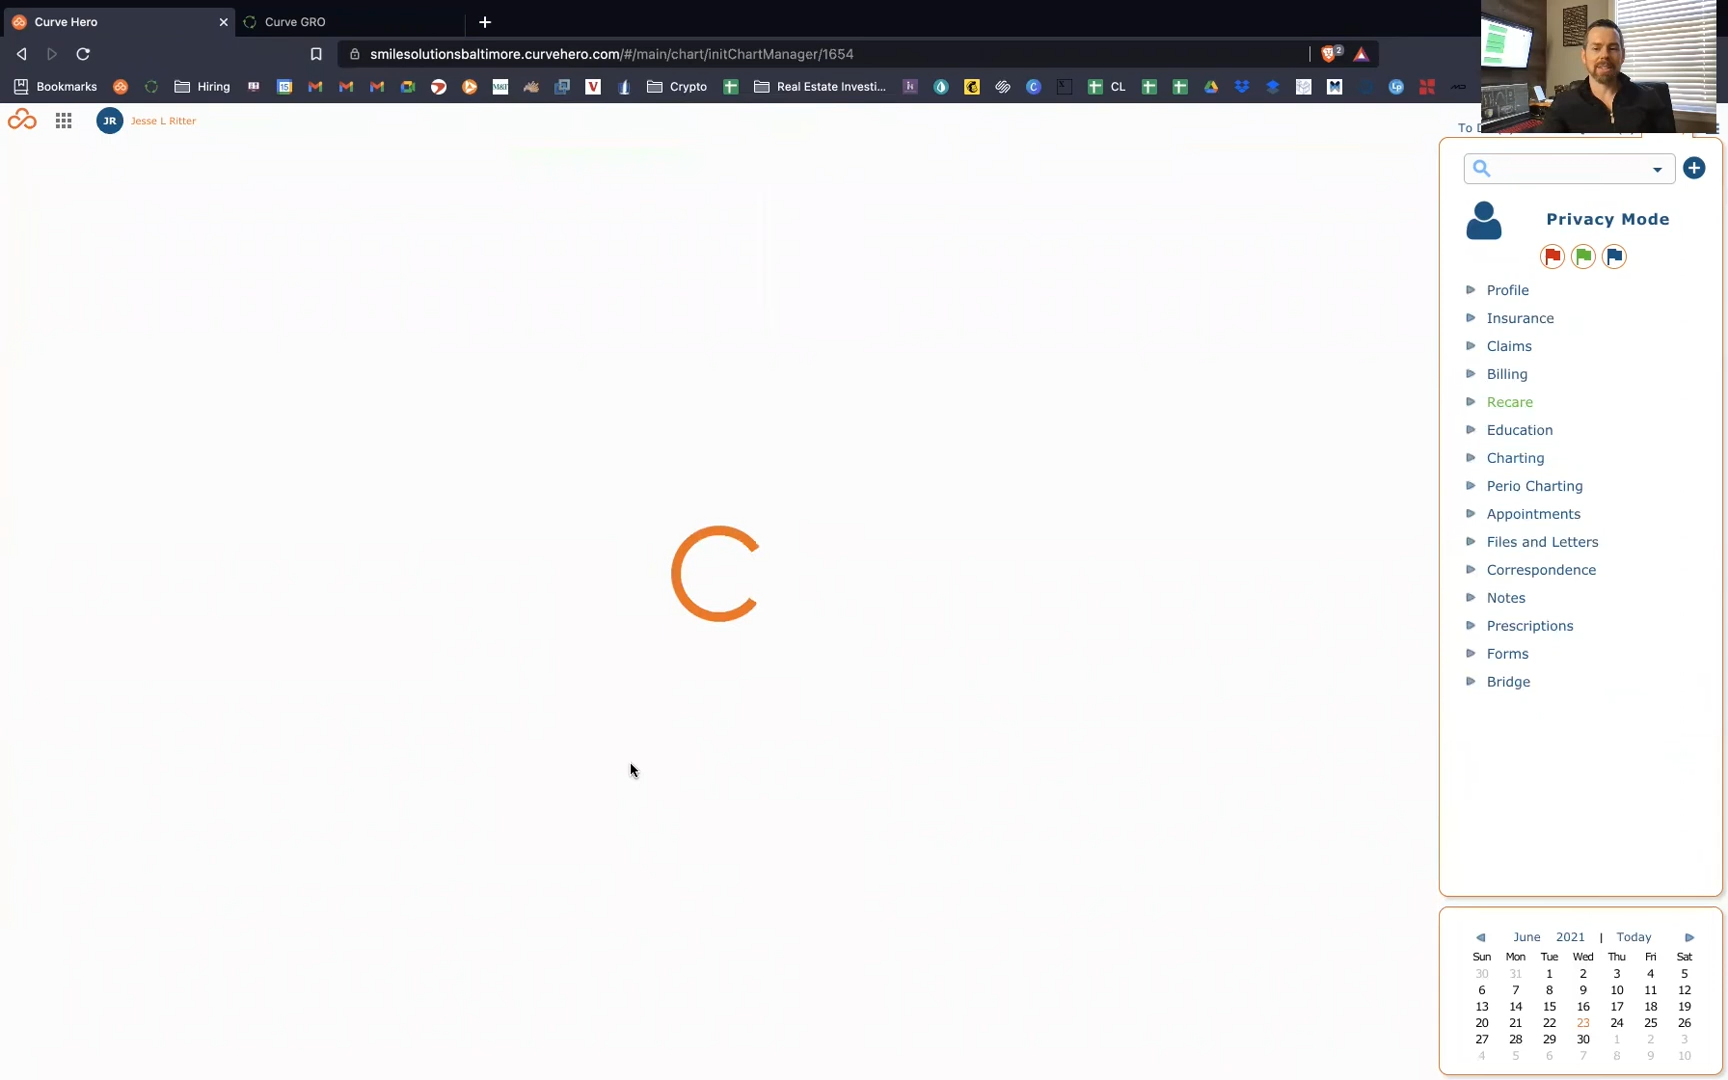 Curve Hero
Curve GRO
smilesolutionsbaltimore.curvehero.com/#/main/chart/initChartManager/1654
2
Bookmarks
Hiring
15
M&T
V
Crypto
Real Estate Investi...
CL
Lp
JR
Jesse L Ritter
Privacy Mode
Profile
Insurance
Claims
Billing
Recare
Education
Charting
Perio Charting
Appointments
Files and Letters
Correspondence
Notes
Prescriptions
Forms
Bridge
June 2021 | Today
Sun Mon Tue Wed Thu Fri Sat
30 31 1 2 3 4 5
6 7 8 9 10 11 12
13 14 15 16 17 18 19
20 21 22 23 24 25 26
27 28 29 30 1 2 3
4 5 6 7 8 9 10